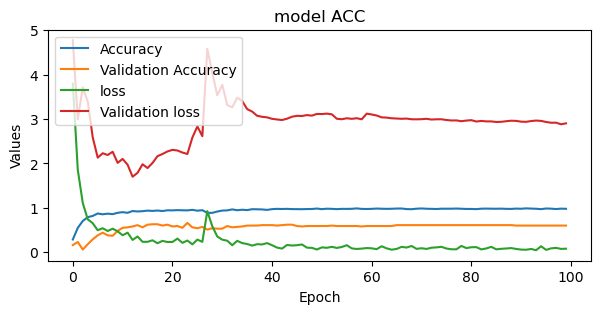 model ACC
Values
5
4
3
2
1
0
Accuracy
Validation Accuracy
loss
Validation loss
0 20 40 60 80 100
Epoch